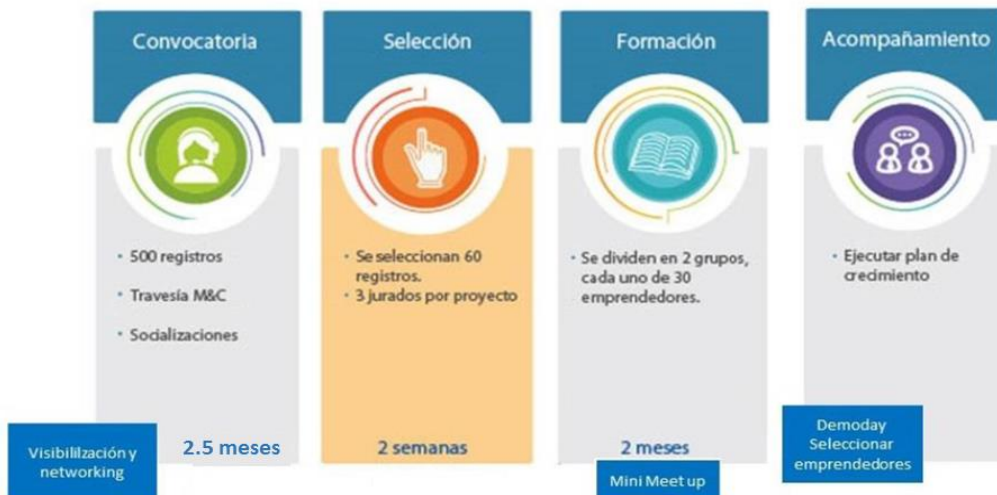 Convocatoria
• 500 registros
• Travesía M&C
• Socializaciones
Visibililzación y
networking
2.5 meses
Selección
• Se seleccionan 60
registros.
• 3 jurados por proyecto
2 semanas
Formación
• Se dividen en 2 grupos,
cada uno de 30
emprendedores.
2 meses
Mini Meet up
Acompañamiento
• Ejecutar plan de
crecimiento
Demoday
Seleccionar
emprendedores